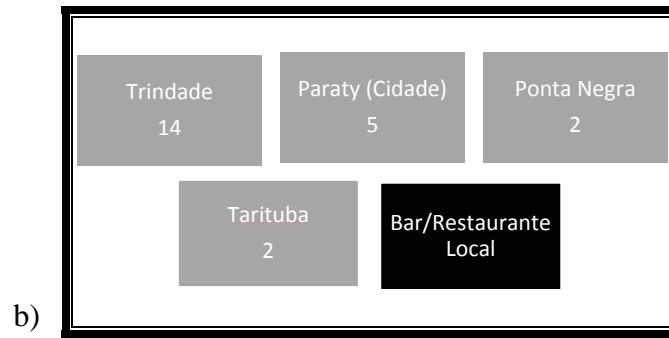 Trindade
14
Paraty (Cidade)
5
Ponta Negra
2
Tarituba
2
Bar/Restaurante
Local
b)